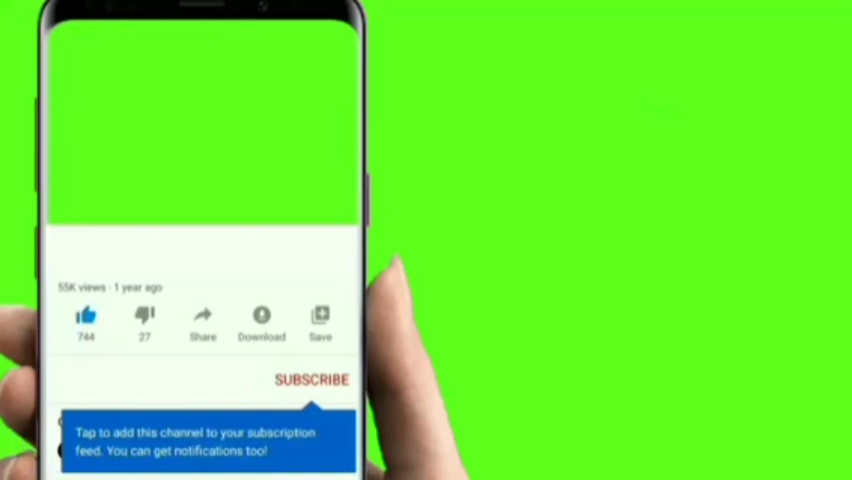 55K views · 1 year ago
744
27
Share
Download
Save
SUBSCRIBE
Tap to add this channel to your subscription
feed. You can get notifications too!